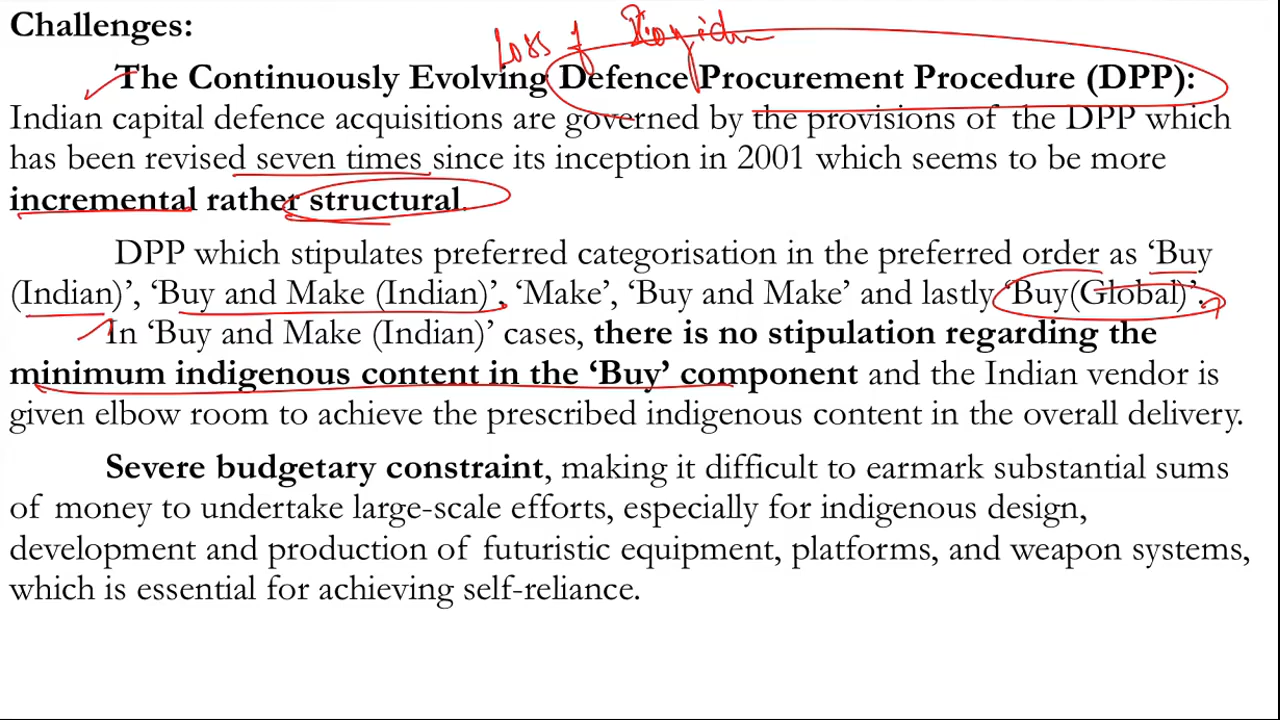 Challenges:
Loss of
The Continuously Evolving Defence Procurement Procedure (DPP):
Indian capital defence acquisitions are governed by the provisions of the DPP which
has been revised seven times since its inception in 2001 which seems to be more
incremental rather structural.
DPP which stipulates preferred categorisation in the preferred order as ‘Buy
(Indian)’, ‘Buy and Make (Indian)’, ‘Make’, ‘Buy and Make’ and lastly ‘Buy(Global)’.
In ‘Buy and Make (Indian)’ cases, there is no stipulation regarding the
minimum indigenous content in the ‘Buy’ component and the Indian vendor is
given elbow room to achieve the prescribed indigenous content in the overall delivery.
Severe budgetary constraint, making it difficult to earmark substantial sums
of money to undertake large-scale efforts, especially for indigenous design,
development and production of futuristic equipment, platforms, and weapon systems,
which is essential for achieving self-reliance.